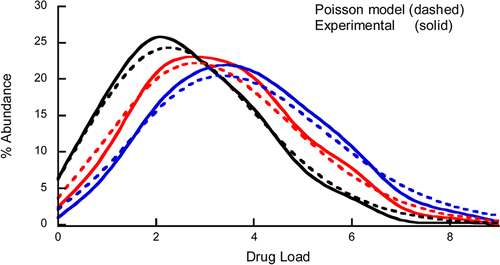 Poisson model (dashed)
Experimental (solid)
30
25
20
15
10
5
0
% Abundance
0 2 4 6 8
Drug Load